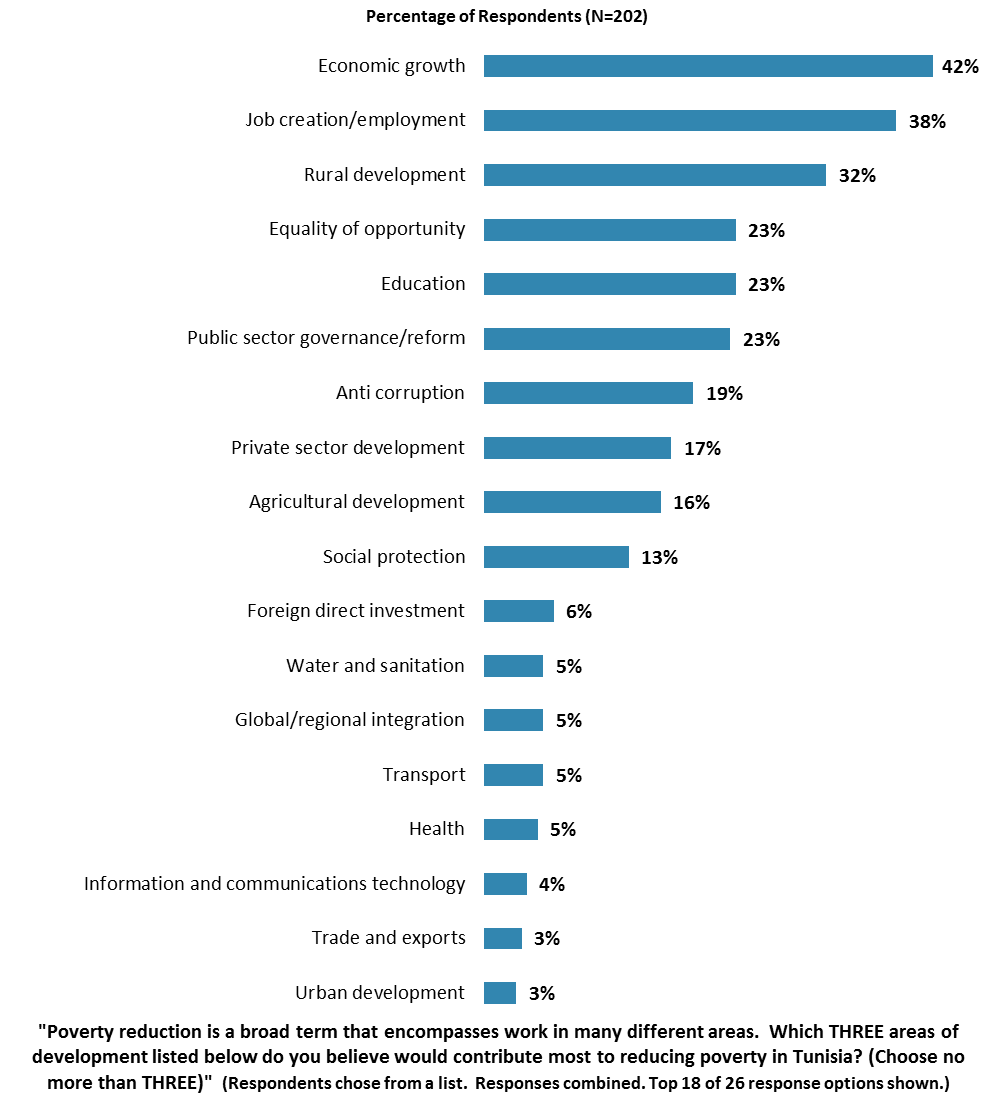 Percentage of Respondents (N=202)
Economic growth 42%
Job creation/employment 38%
Rural development 32%
Equality of opportunity 23%
Education 23%
Public sector governance/reform 23%
Anti corruption 19%
Private sector development 17%
Agricultural development 16%
Social protection 13%
Foreign direct investment 6%
Water and sanitation 5%
Global/regional integration 5%
Transport 5%
Health 5%
Information and communications technology 4%
Trade and exports 3%
Urban development 3%
"Poverty reduction is a broad term that encompasses work in many different areas.  Which THREE areas of
development listed below do you believe would contribute most to reducing poverty in Tunisia? (Choose no
more than THREE)"  (Respondents chose from a list.  Responses combined. Top 18 of 26 response options shown.)